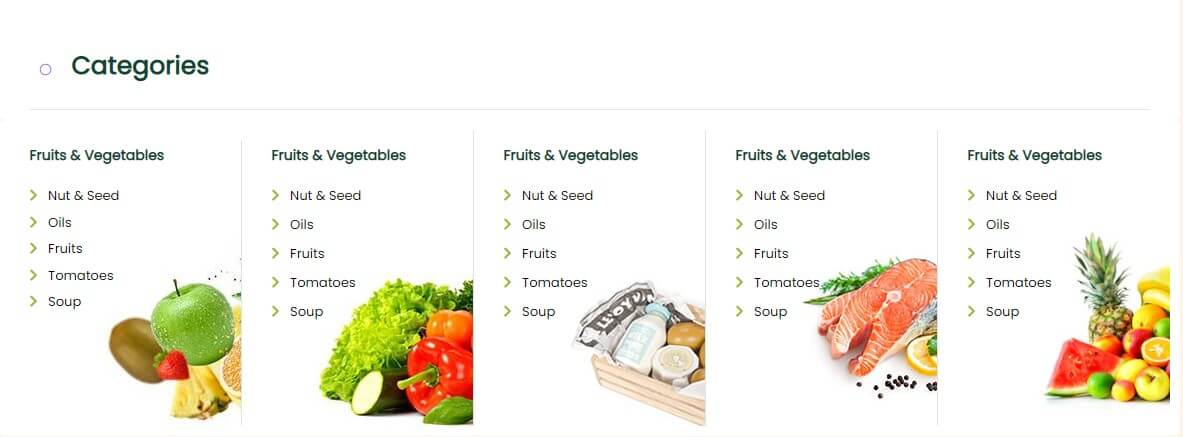 Categories
Fruits & Vegetables
Nut & Seed
Oils
Fruits
Tomatoes
Soup
Fruits & Vegetables
Nut & Seed
Oils
Fruits
Tomatoes
Soup
Fruits & Vegetables
Nut & Seed
Oils
Fruits
Tomatoes
Soup
Fruits & Vegetables
Nut & Seed
Oils
Fruits
Tomatoes
Soup
Fruits & Vegetables
Nut & Seed
Oils
Fruits
Tomatoes
Soup